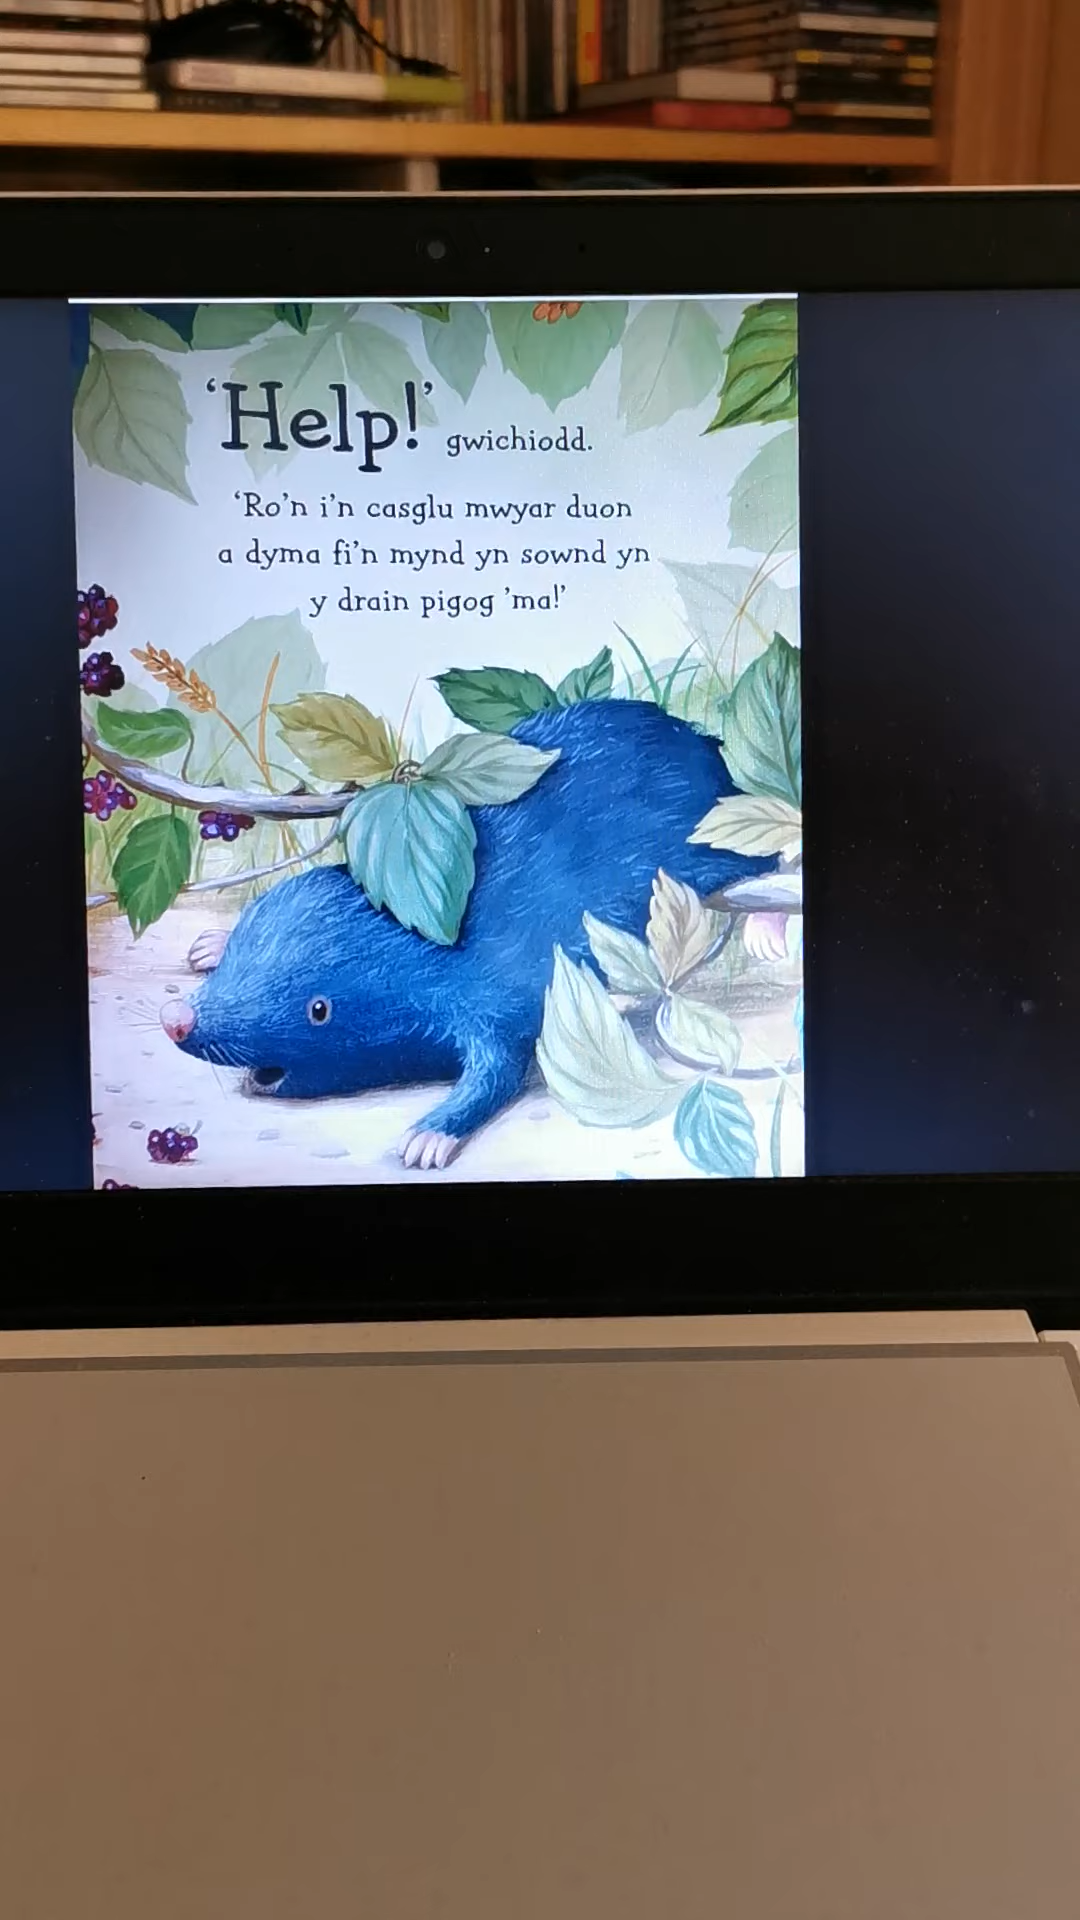 ‘Help!’ gwichiodd.
‘Ro’n i’n casglu mwyar duon
a dyma fi’n mynd yn sownd yn
y drain pigog ’ma!’